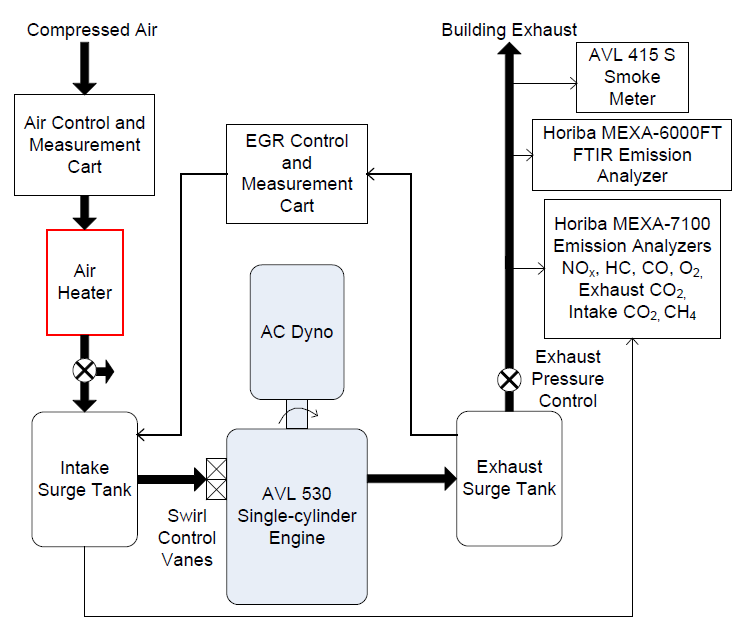 Compressed Air
Building Exhaust
AVL 415 S
Smoke
Meter
Air Control and
Measurement
Cart
EGR Control
and
Measurement
Cart
Horiba MEXA-6000FT
FTIR Emission
Analyzer
Air
Heater
Horiba MEXA-7100
Emission Analyzers
NOx, HC, CO, O2,
Exhaust CO2,
Intake CO2, CH4
AC Dyno
Exhaust
Pressure
Control
Intake
Surge Tank
Swirl
Control
Vanes
AVL 530
Single-cylinder
Engine
Exhaust
Surge Tank